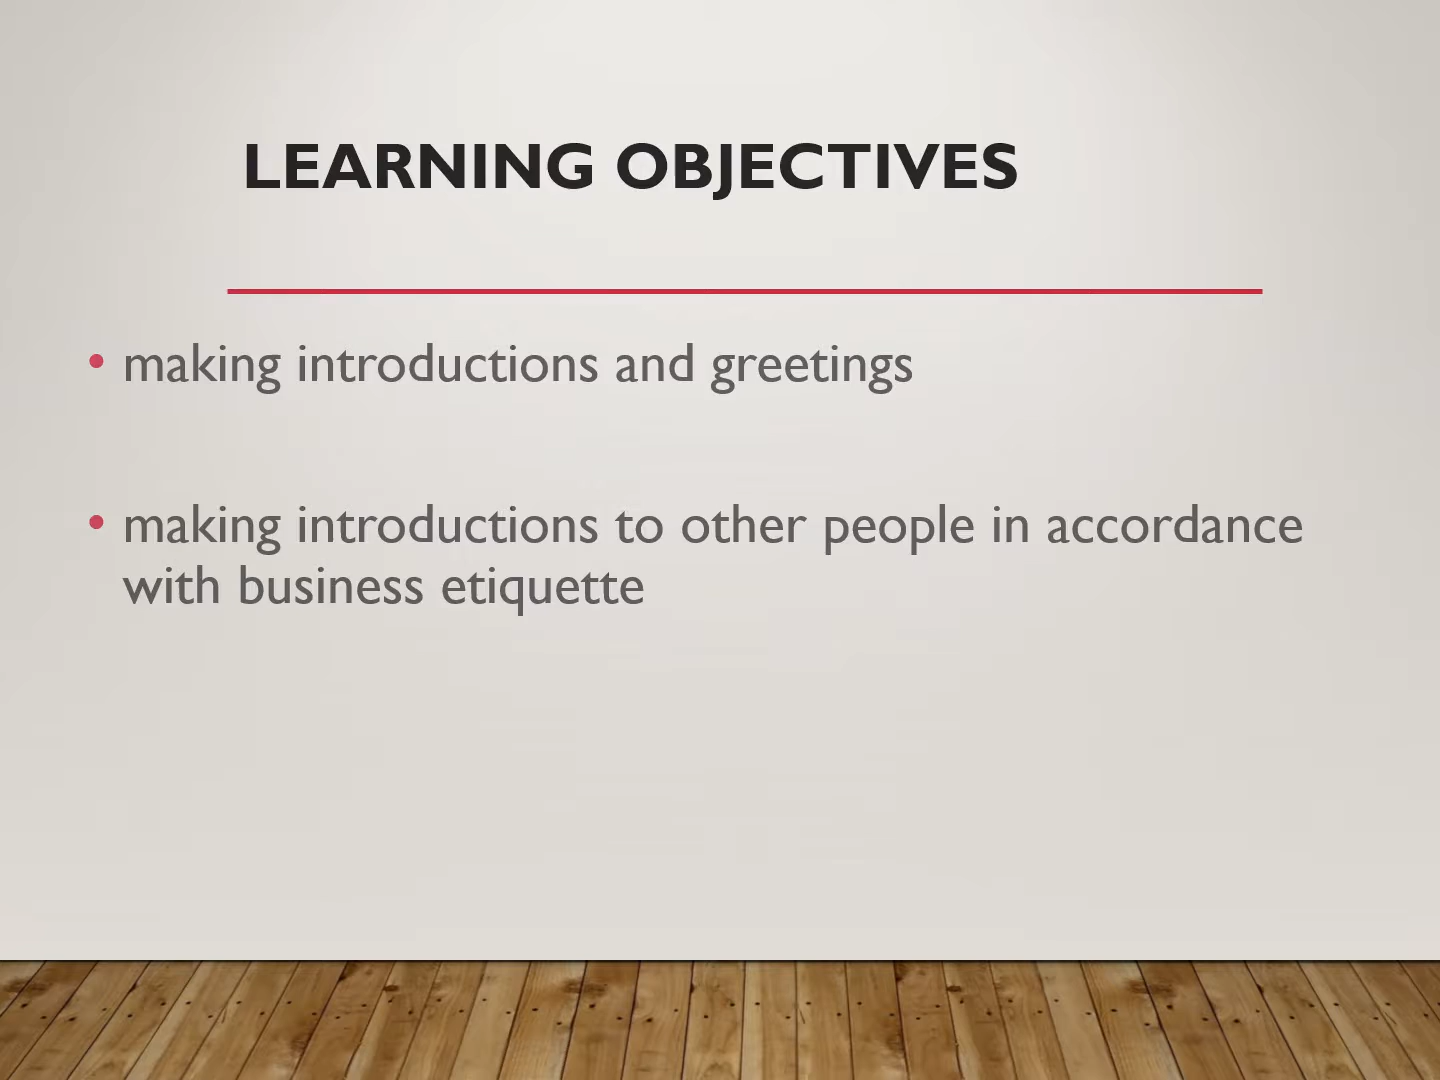 LEARNING OBJECTIVES
• making introductions and greetings
• making introductions to other people in accordance
with business etiquette